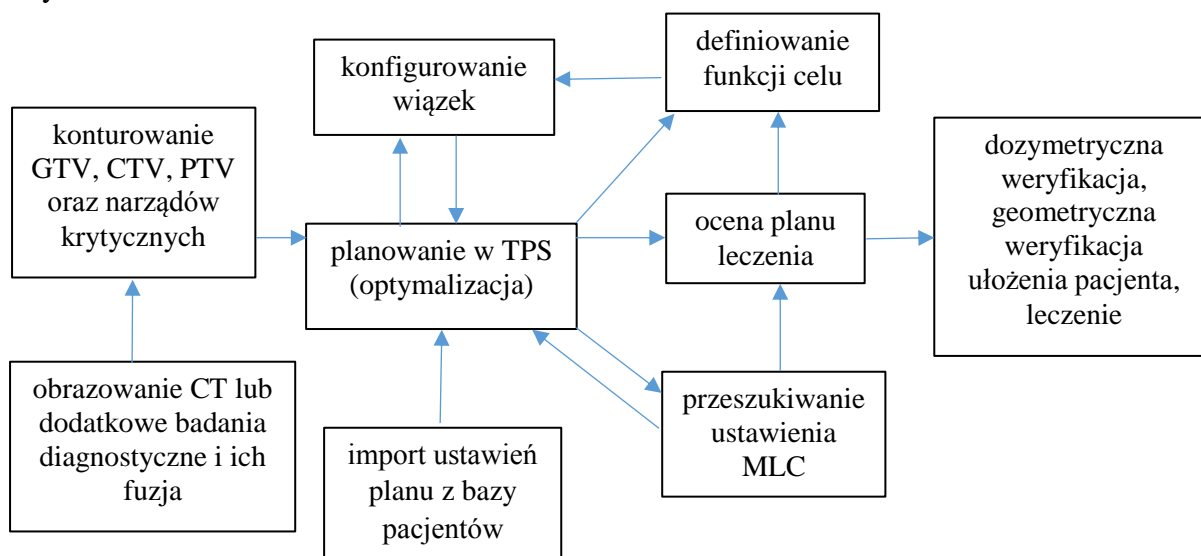 konfigurowanie
wiązek
definiowanie
funkcji celu
konturowanie
GTV, CTV, PTV
oraz narządów
krytycznych
planowanie w TPS
(optymalizacja)
ocena planu
leczenia
dozymetryczna
weryfikacja,
geometryczna
weryfikacja
ułożenia pacjenta,
leczenie
obrazowanie CT lub
dodatkowe badania
diagnostyczne i ich
fuzja
import ustawień
planu z bazy
pacjentów
przeszukiwanie
ustawienia
MLC